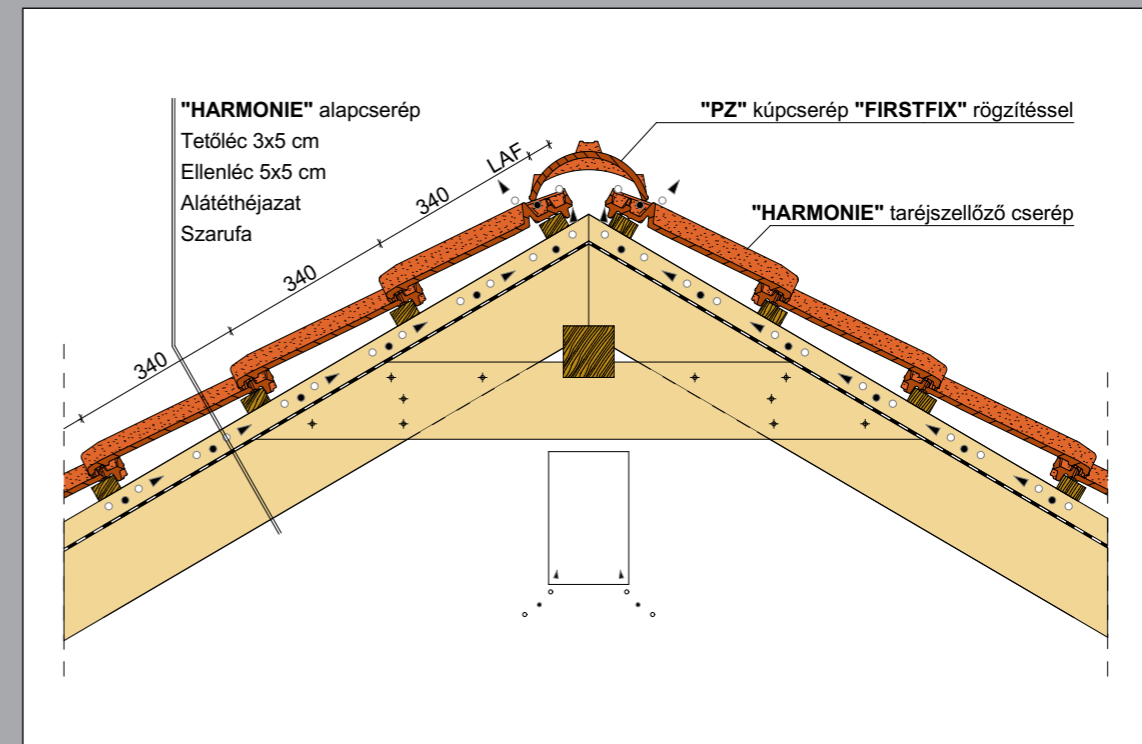 "HARMONIE" alapcserép
Tetőléc 3x5 cm
Ellenléc 5x5 cm
Alátéthéjazat
Szarufa
"PZ" kúpcserép "FIRSTFIX" rögzítéssel
"HARMONIE" taréjszellőző cserép
LAF
340
340
340